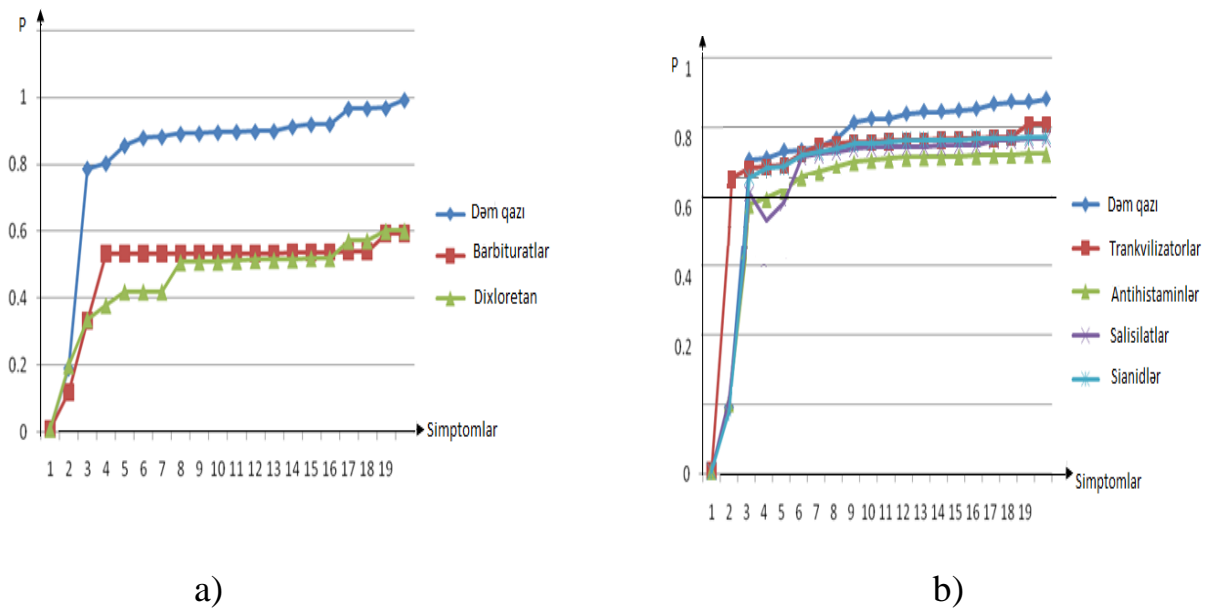 P
1
0.8
0.6
0.4
0.2
0
1 2 3 4 5 6 7 8 9 10 11 12 13 14 15 16 17 18 19
Simptomlar
Dəm qazı
Barbituratlar
Dixloretan
a)
P 1
0.8
0.6
0.2
0
1 2 3 4 5 6 7 8 9 10 11 12 13 14 15 16 17 18 19
Simptomlar
Dəm qazı
Trankvilizatorlar
Antihistaminlər
Salisilatlar
Sianidlər
b)